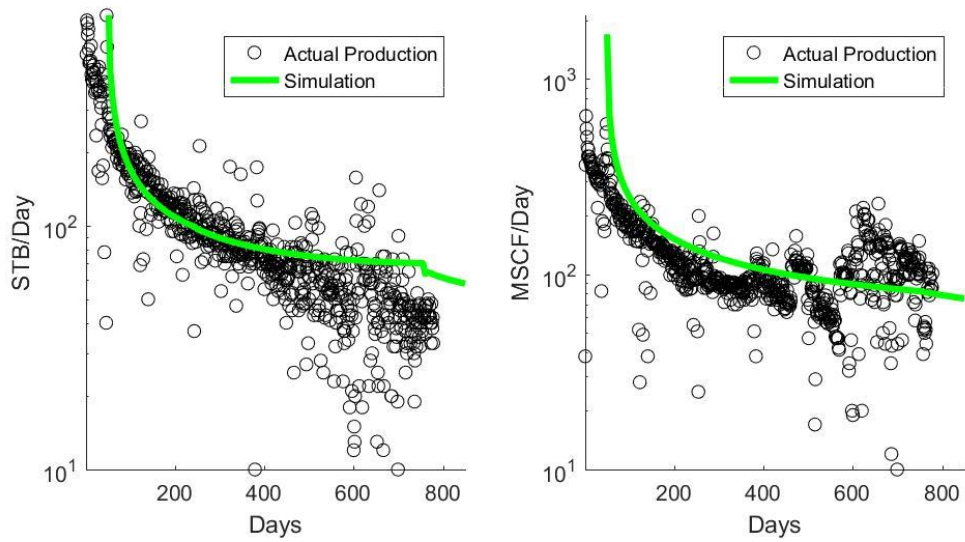 Actual Production
Simulation
STB/Day
10^2
10^1
200
400
600
800
Days
Actual Production
Simulation
MSCF/Day
10^3
10^2
10^1
200
400
600
800
Days